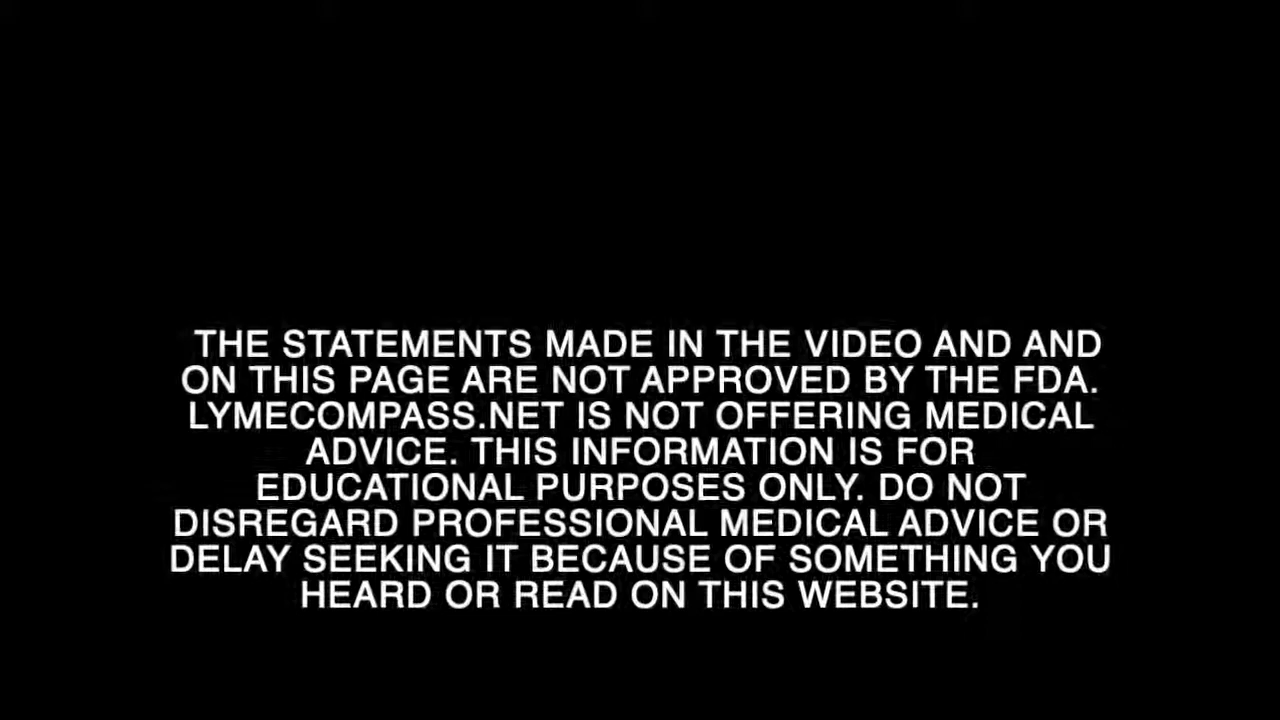 THE STATEMENTS MADE IN THE VIDEO AND AND
ON THIS PAGE ARE NOT APPROVED BY THE FDA.
LYMECOMPASS.NET IS NOT OFFERING MEDICAL
ADVICE. THIS INFORMATION IS FOR
EDUCATIONAL PURPOSES ONLY. DO NOT
DISREGARD PROFESSIONAL MEDICAL ADVICE OR
DELAY SEEKING IT BECAUSE OF SOMETHING YOU
HEARD OR READ ON THIS WEBSITE.